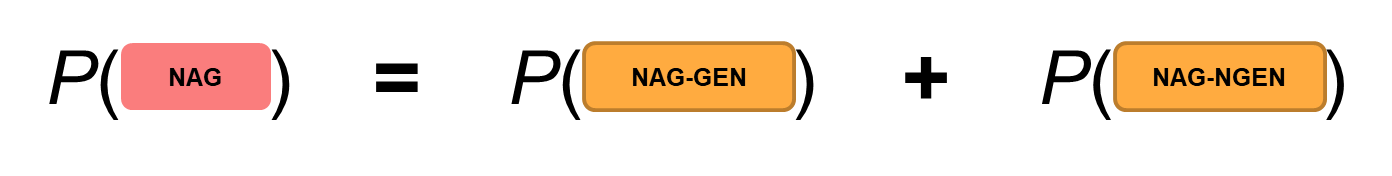 P(NAG) = P(NAG-GEN) + P(NAG-NGEN)